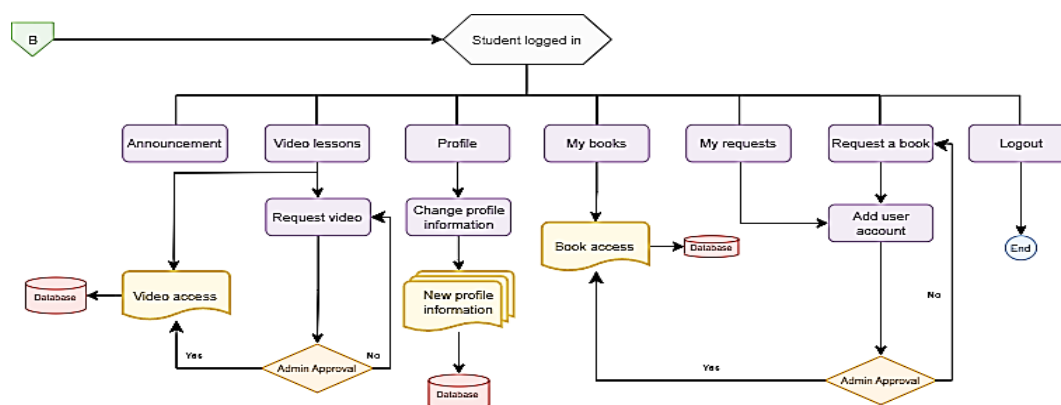 B
Student logged in
Announcement
Video lessons
Profile
My books
My requests
Request a book
Logout
Request video
Change profile
information
Add user
account
Book access
Database
End
Database
Video access
New profile
information
No
Yes
Admin Approval
No
Yes
Admin Approval
Database